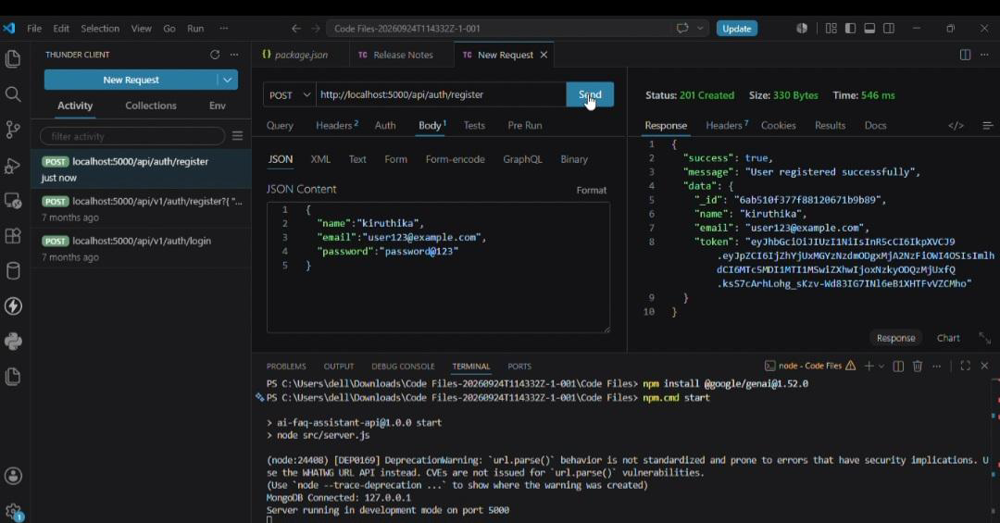 File Edit Selection View Go Run ··· Code Files-20260924T114332Z-1-001 Update
THUNDER CLIENT
New Request
Activity Collections Env
filter activity
POST localhost:5000/api/auth/register
just now
POST localhost:5000/api/v1/auth/register?{ "...
7 months ago
POST localhost:5000/api/v1/auth/login
7 months ago
{} package.json TC Release Notes TC New Request
POST http://localhost:5000/api/auth/register Send
Query Headers 2 Auth Body 1 Tests Pre Run
JSON XML Text Form Form-encode GraphQL Binary
JSON Content Format
1 {
2 "name":"kiruthika",
3 "email":"user123@example.com",
4 "password":"password@123"
5 }
Status: 201 Created Size: 330 Bytes Time: 546 ms
Response Headers 7 Cookies Results Docs </>
1 {
2 "success": true,
3 "message": "User registered successfully",
4 "data": {
5 "_id": "6ab510f377f88120671b9b89",
6 "name": "kiruthika",
7 "email": "user123@example.com",
8 "token": "eyJhbGciOiJIUzI1NiIsInR5cCI6IkpXVCJ9
.eyJpZCI6IjZhYjUxMGYzNzdmODgxMjA2NzFiOWI4OSIsImlh
dCI6MTc5MDI1MTI1MSwiZXhwIjoxNzkyODQzMjUxfQ
.ksS7cArhLohg_sKzv-Wd83IG7INl6eB1XHTFvVZCMho"
9 }
10 }
Response Chart
PROBLEMS OUTPUT DEBUG CONSOLE TERMINAL PORTS node - Code Files
PS C:\Users\dell\Downloads\Code Files-20260924T114332Z-1-001\Code Files> npm install @google/genai@1.52.0
PS C:\Users\dell\Downloads\Code Files-20260924T114332Z-1-001\Code Files> npm.cmd start
> ai-faq-assistant-api@1.0.0 start
> node src/server.js
(node:24408) [DEP0169] DeprecationWarning: `url.parse()` behavior is not standardized and prone to errors that have security implications. U
se the WHATWG URL API instead. CVEs are not issued for `url.parse()` vulnerabilities.
(Use `node --trace-deprecation ...` to show where the warning was created)
MongoDB Connected: 127.0.0.1
Server running in development mode on port 5000
1